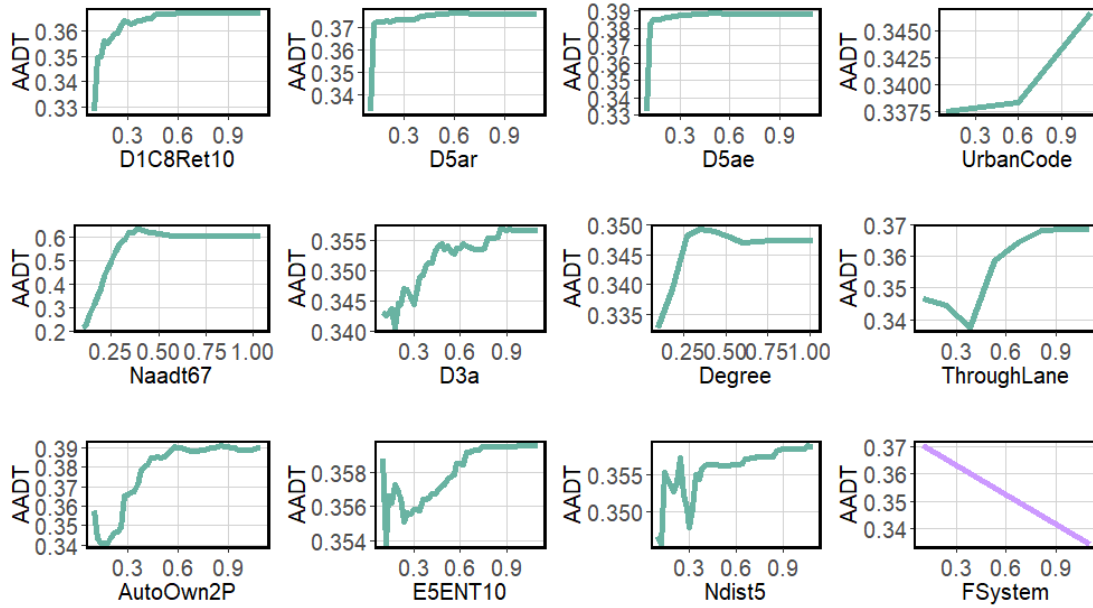 AADT
0.36
0.35
0.34
0.33
0.3 0.6 0.9
D1C8Ret10
AADT
0.37
0.36
0.35
0.34
0.3 0.6 0.9
D5ar
AADT
0.39
0.38
0.38
0.37
0.36
0.35
0.34
0.33
0.3 0.6 0.9
D5ae
AADT
0.3450
0.3425
0.3400
0.3375
0.3 0.6 0.9
UrbanCode
AADT
0.6
0.5
0.4
0.3
0.2
0.25 0.50 0.75 1.00
Naadt67
AADT
0.355
0.350
0.345
0.340
0.3 0.6 0.9
D3a
AADT
0.350
0.345
0.340
0.335
0.25 0.50 0.75 1.00
Degree
AADT
0.37
0.36
0.35
0.34
0.3 0.6 0.9
ThroughLane
AADT
0.39
0.38
0.37
0.36
0.35
0.34
0.3 0.6 0.9
AutoOwn2P
AADT
0.358
0.356
0.354
0.3 0.6 0.9
E5ENT10
AADT
0.355
0.350
0.3 0.6 0.9
Ndist5
AADT
0.37
0.36
0.35
0.34
0.3 0.6 0.9
FSystem